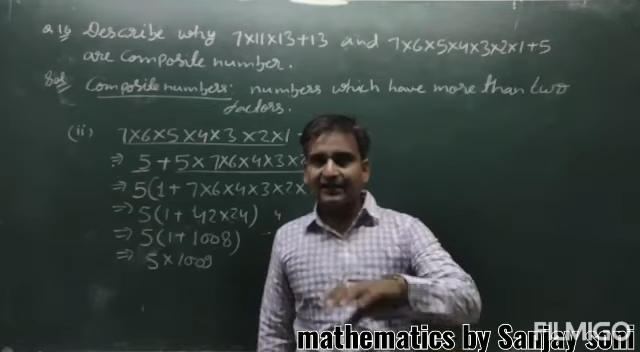 Q.16 Describe why 7×11×13+13 and 7×6×5×4×3×2×1+5
are composite number.
Sol Composite numbers: numbers which have more than two
factors.
(ii) 7×6×5×4×3×2×1
⇒ 5+5×7×6×4×3×2
⇒ 5(1+7×6×4×3×2×
⇒ 5(1+42×24)
⇒ 5(1+1008)
⇒ 5×1009
mathematics by Sanjay soni
FILMIGO